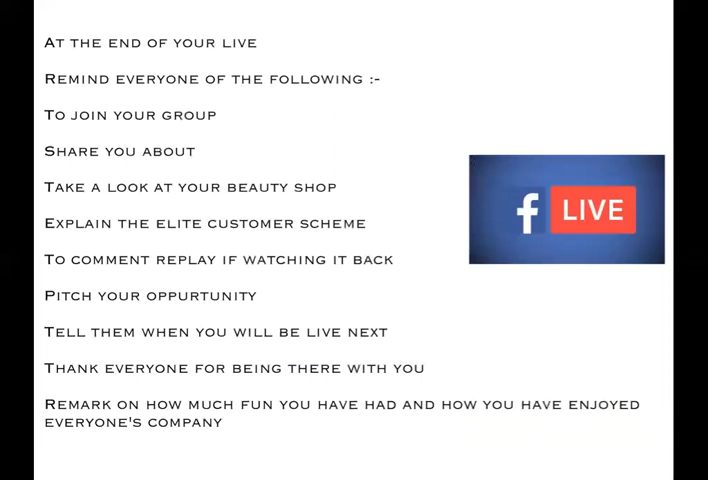 At the end of your live
Remind everyone of the following :-
To join your group
Share you about
Take a look at your beauty shop
Explain the elite customer scheme
To comment replay if watching it back
Pitch your oppurtunity
Tell them when you will be live next
Thank everyone for being there with you
Remark on how much fun you have had and how you have enjoyed
everyone's company
f LIVE